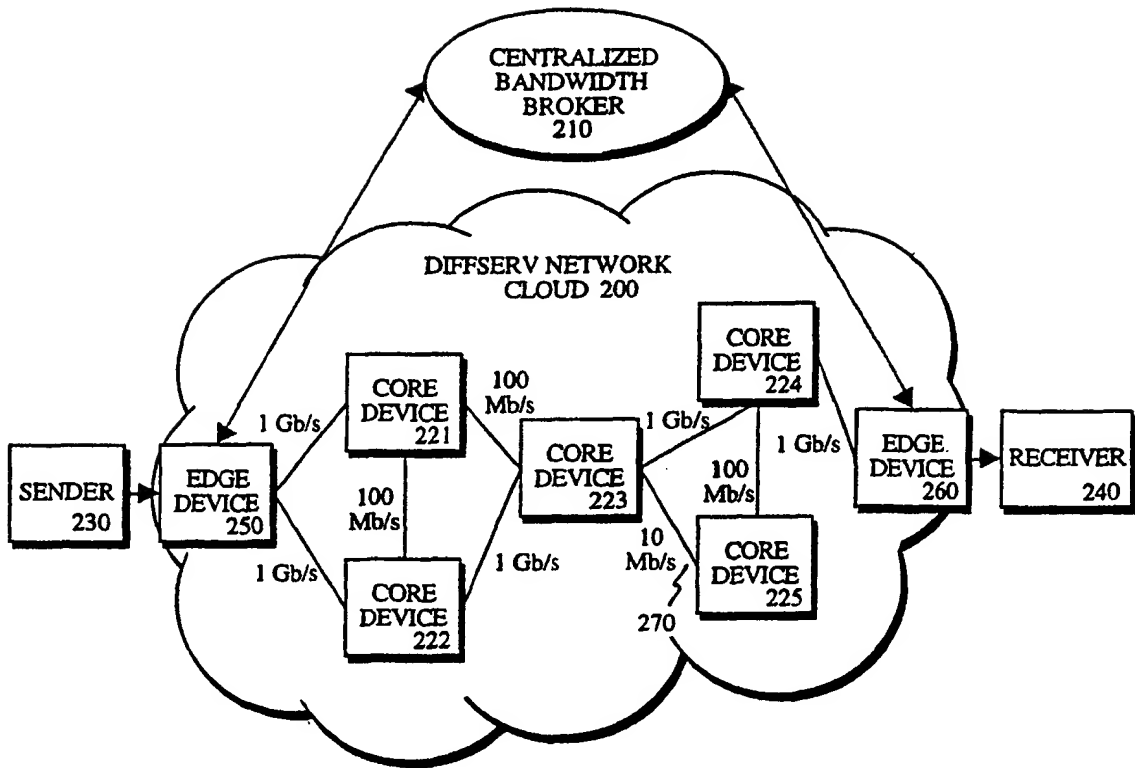 CENTRALIZED
BANDWIDTH
BROKER
210
DIFFSERV NETWORK
CLOUD 200
CORE
DEVICE
224
CORE
DEVICE
221
100
Mb/s
1 Gb/s
1 Gb/s
1 Gb/s
SENDER
230
EDGE
DEVICE
250
100
Mb/s
CORE
DEVICE
223
100
Mb/s
EDGE.
DEVICE
260
RECEIVER
240
1 Gb/s
CORE
DEVICE
222
1 Gb/s
10
Mb/s
CORE
DEVICE
225
270